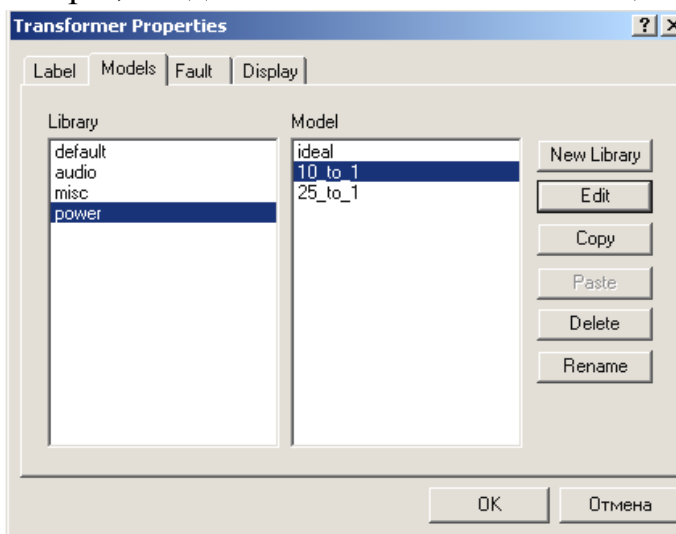 Transformer Properties
Label Models Fault Display
Library Model
default
audio
misc
power
ideal
10_to_1
25_to_1
New Library
Edit
Copy
Paste
Delete
Rename
OK Отмена